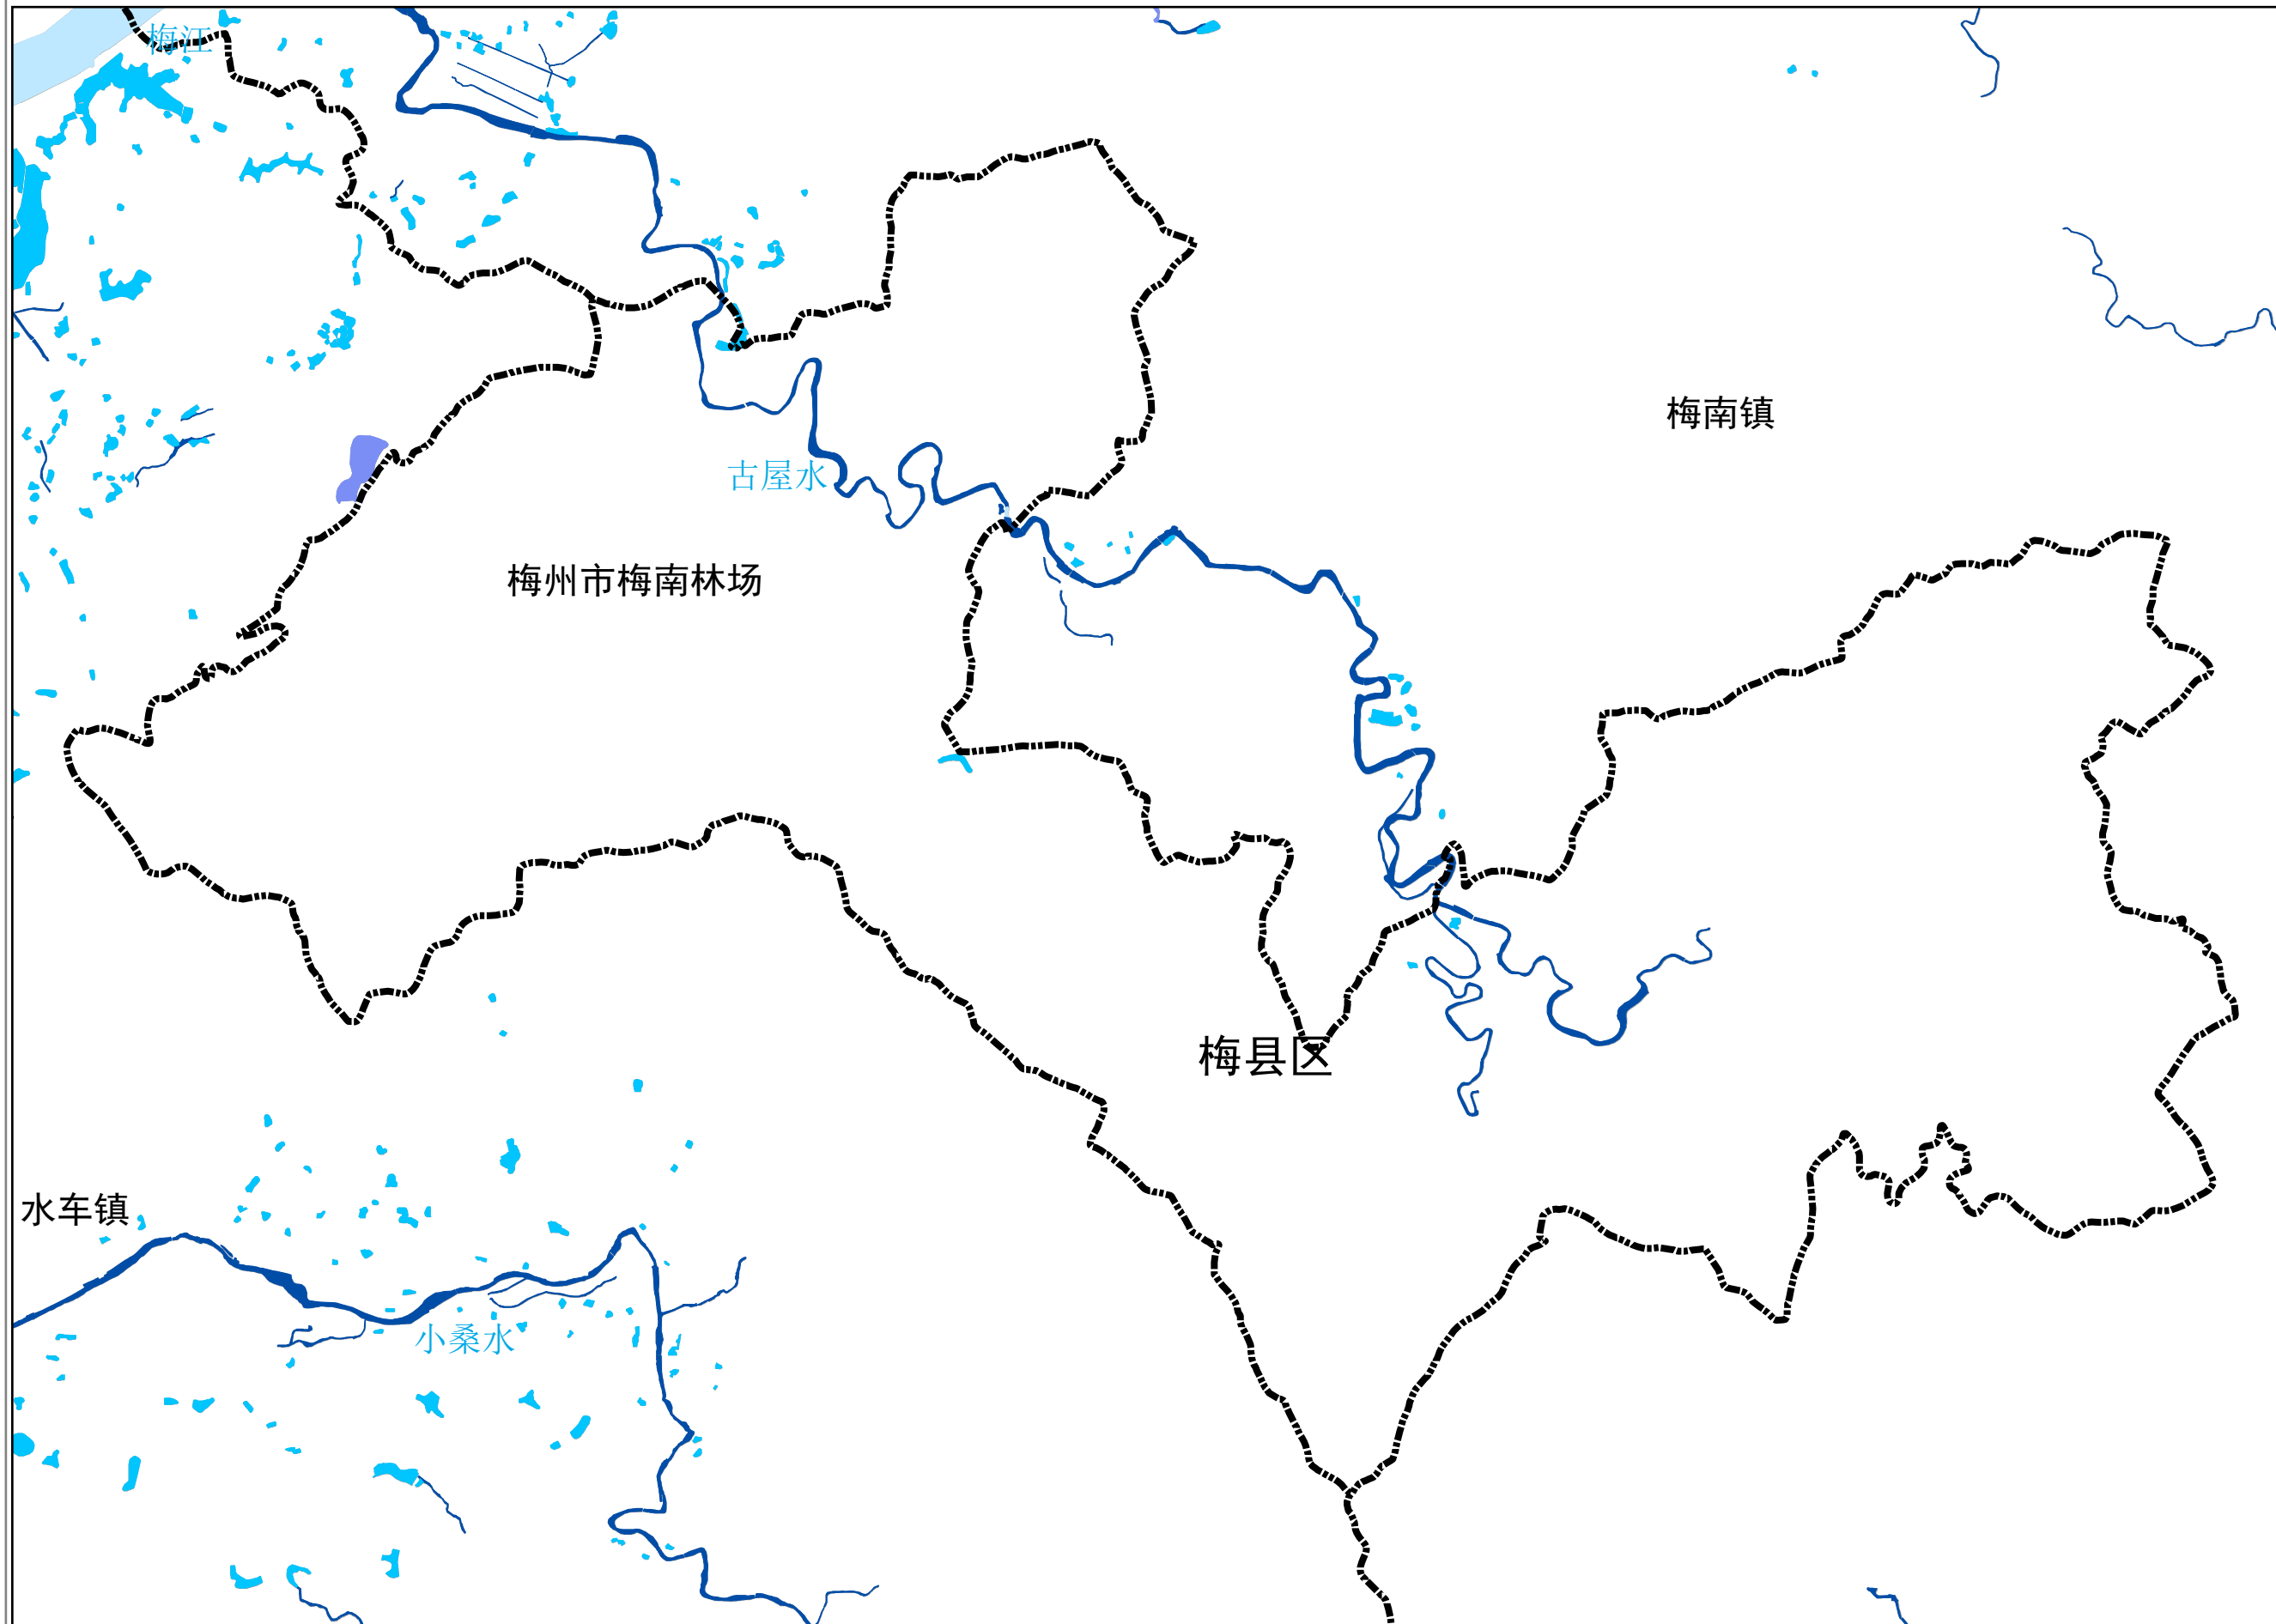 梅江
梅南镇
古屋水
梅州市梅南林场
梅县区
水车镇
小桑水